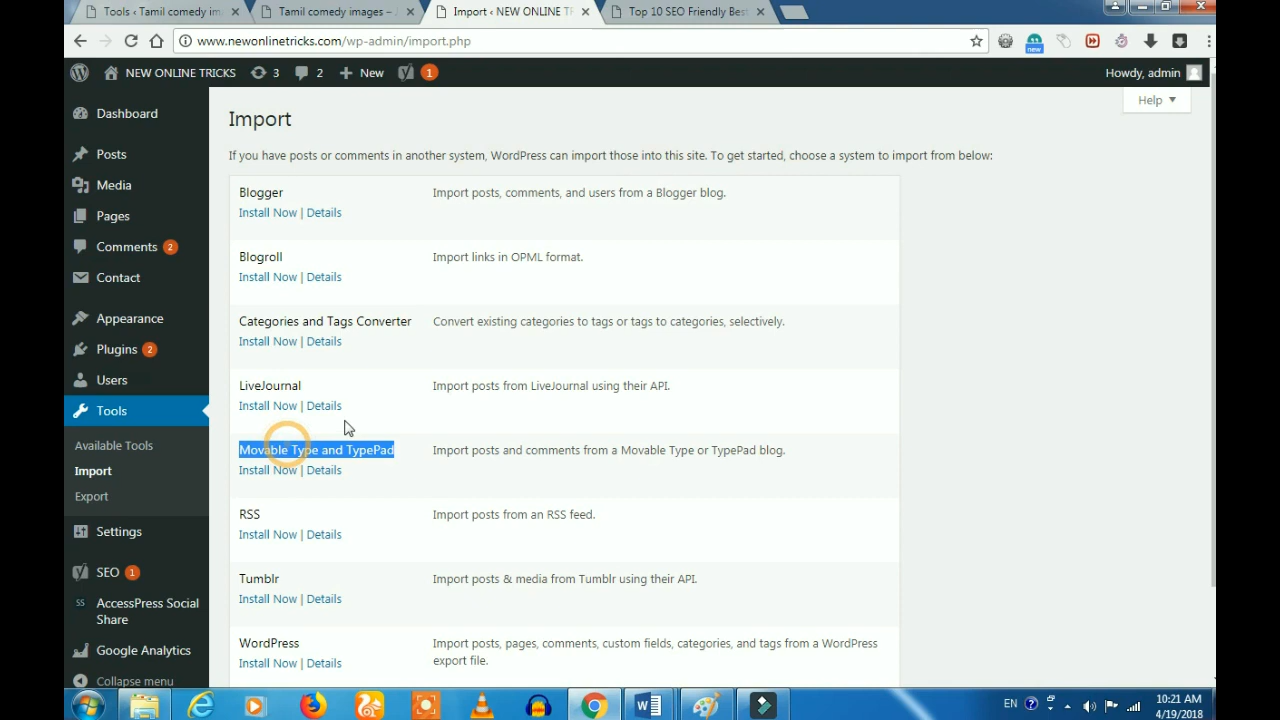 Tools ‹ Tamil comedy im
Tamil comedy images –
Import ‹ NEW ONLINE T
Top 10 SEO Friendly Bes
www.newonlinetricks.com/wp-admin/import.php
new
NEW ONLINE TRICKS 3 2 New 1
Howdy, admin
Help
Dashboard
Posts
Media
Pages
Comments 2
Contact
Appearance
Plugins 2
Users
Tools
Available Tools
Import
Export
Settings
SEO 1
AccessPress Social
Share
Google Analytics
Collapse menu
Import
If you have posts or comments in another system, WordPress can import those into this site. To get started, choose a system to import from below:
Blogger Import posts, comments, and users from a Blogger blog.
Install Now | Details
Blogroll Import links in OPML format.
Install Now | Details
Categories and Tags Converter Convert existing categories to tags or tags to categories, selectively.
Install Now | Details
LiveJournal Import posts from LiveJournal using their API.
Install Now | Details
Movable Type and TypePad Import posts and comments from a Movable Type or TypePad blog.
Install Now | Details
RSS Import posts from an RSS feed.
Install Now | Details
Tumblr Import posts & media from Tumblr using their API.
Install Now | Details
WordPress Import posts, pages, comments, custom fields, categories, and tags from a WordPress
export file.
Install Now | Details
EN
10:21 AM
4/19/2018